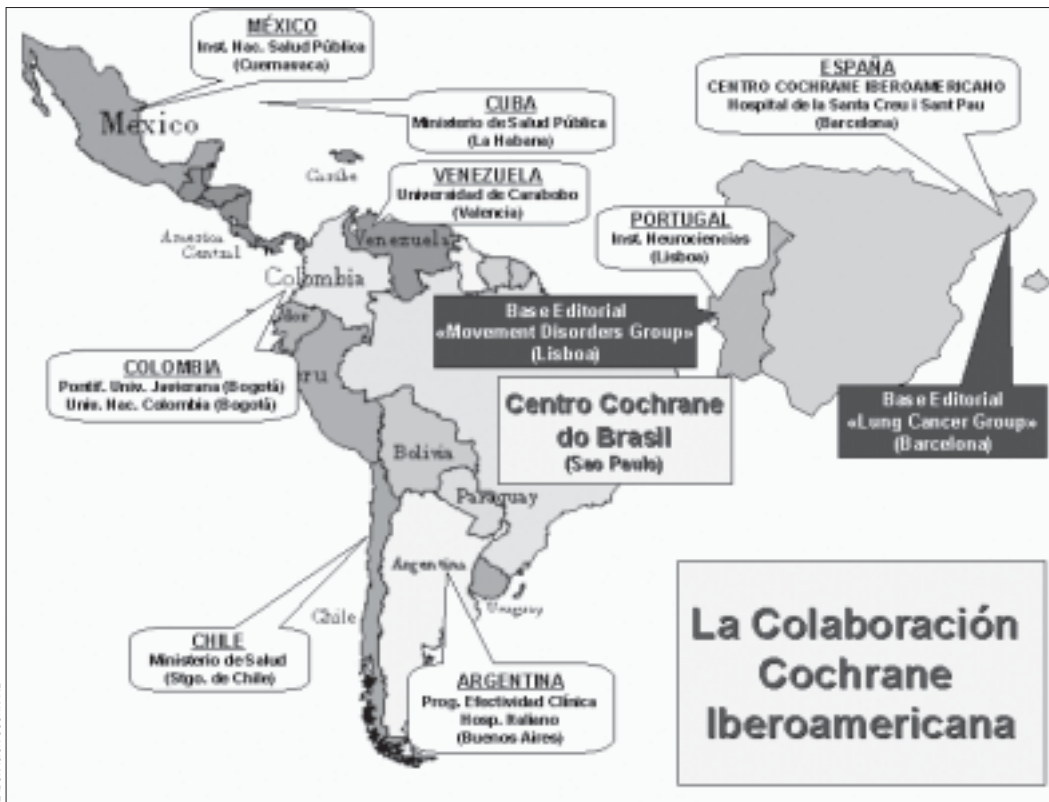 MÉXICO
Inst. Nac. Salud Pública
(Cuernavaca)
CUBA
Ministerio de Salud Pública
(La Habana)
VENEZUELA
Universidad de Carabobo
(Valencia)
ESPAÑA
CENTRO COCHRANE IBEROAMERICANO
Hospital de la Santa Creu i Sant Pau
(Barcelona)
PORTUGAL
Inst. Neurociencias
(Lisboa)
Mexico
Caribe
America
Central
Venezuela
Colombia
Base Editorial
«Movement Disorders Group»
(Lisboa)
COLOMBIA
Pontif. Univ. Javierana (Bogotá)
Univ. Nac. Colombia (Bogotá)
eru
Centro Cochrane
do Brasil
(Sao Paulo)
Base Editorial
«Lung Cancer Group»
(Barcelona)
Bolivia
Paraguay
Argentina
Uruguay
Chile
CHILE
Ministerio de Salud
(Stgo. de Chile)
ARGENTINA
Prog. Efectividad Clínica
Hosp. Italiano
(Buenos Aires)
La Colaboración
Cochrane
Iberoamericana